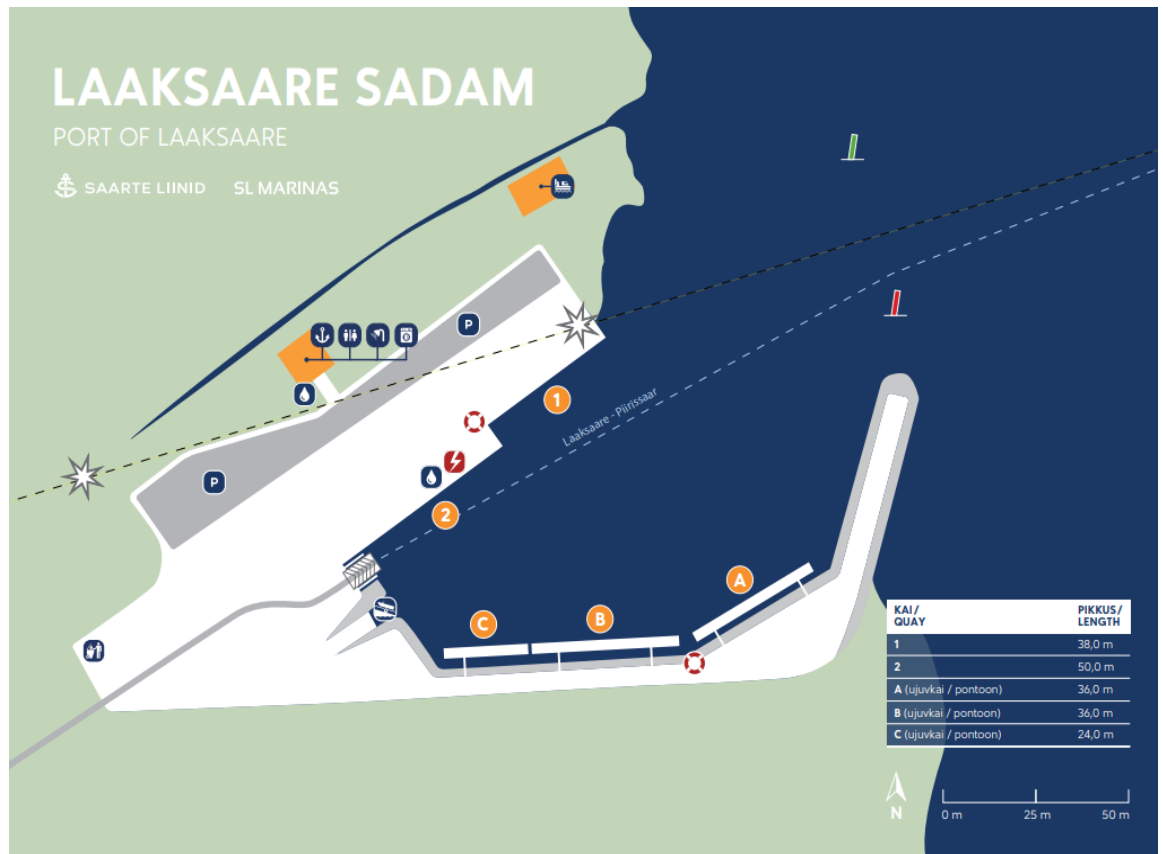 LAAKSAARE SADAM
PORT OF LAAKSAARE
SAARTE LIINID SL MARINAS
P
1
Laaksaare - Piirissaar
P
2
A
C
B
KAI/ QUAY PIKKUS/ LENGTH
1 38,0 m
2 50,0 m
A (ujuvkai / pontoon) 36,0 m
B (ujuvkai / pontoon) 36,0 m
C (ujuvkai / pontoon) 24,0 m
N
0 m 25 m 50 m